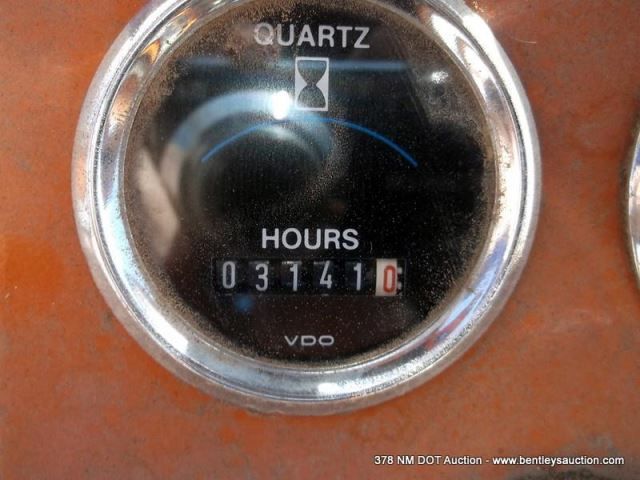 QUARTZ
HOURS
031410
VDO
378 NM DOT Auction - www.bentleysauction.com